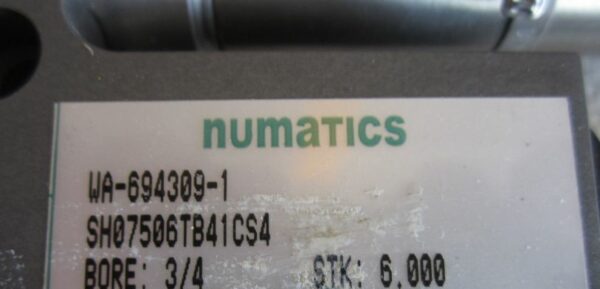 numatics
WA-694309-1
SH07506TB41CS4
BORE: 3/4 STK: 6.000